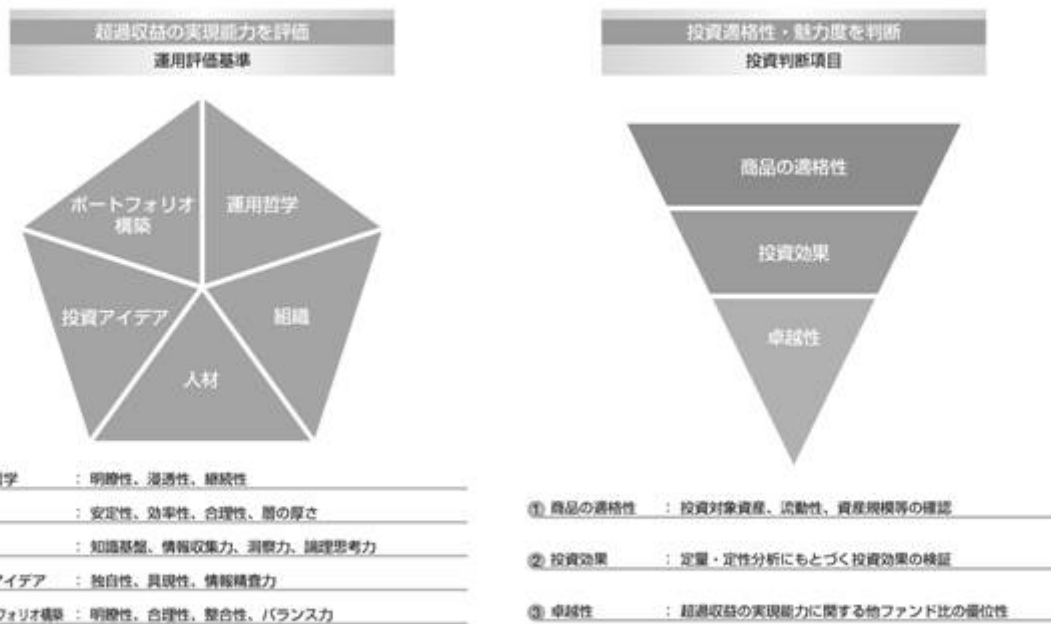 超過収益の実現能力を評価
運用評価基準
ポートフォリオ
構築
運用哲学
投資アイデア
組織
人材
学 : 明瞭性、浸透性、継続性
: 安定性、効率性、合理性、層の厚さ
: 知識基盤、情報収集力、洞察力、論理思考力
アイデア : 独自性、具現性、情報精査力
フォリオ構築 : 明瞭性、合理性、整合性、バランス力
投資適格性・魅力度を判断
投資判断項目
商品の適格性
投資効果
卓越性
① 商品の適格性 : 投資対象資産、流動性、資産規模等の確認
② 投資効果 : 定量・定性分析にもとづく投資効果の検証
③ 卓越性 : 超過収益の実現能力に関する他ファンド比の優位性